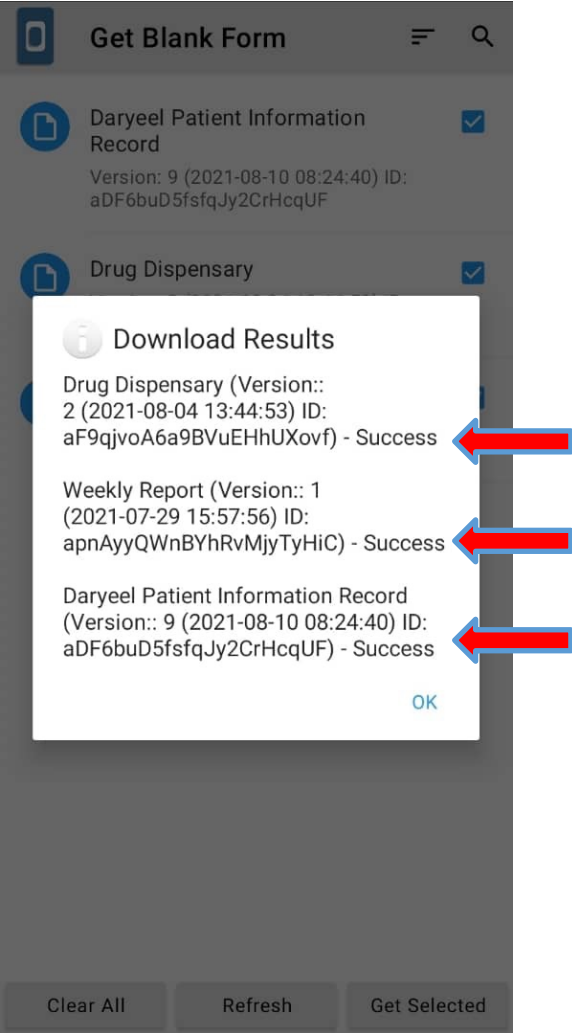 Get Blank Form
Daryeel Patient Information
Record
Version: 9 (2021-08-10 08:24:40) ID:
aDF6buD5fsfqJy2CrHcqUF
Drug Dispensary
Download Results
Drug Dispensary (Version::
2 (2021-08-04 13:44:53) ID:
aF9qjvoA6a9BVuEHhUXovf) - Success
Weekly Report (Version:: 1
(2021-07-29 15:57:56) ID:
apnAyyQWnBYhRvMjyTyHiC) - Success
Daryeel Patient Information Record
(Version:: 9 (2021-08-10 08:24:40) ID:
aDF6buD5fsfqJy2CrHcqUF) - Success
OK
Clear All
Refresh
Get Selected